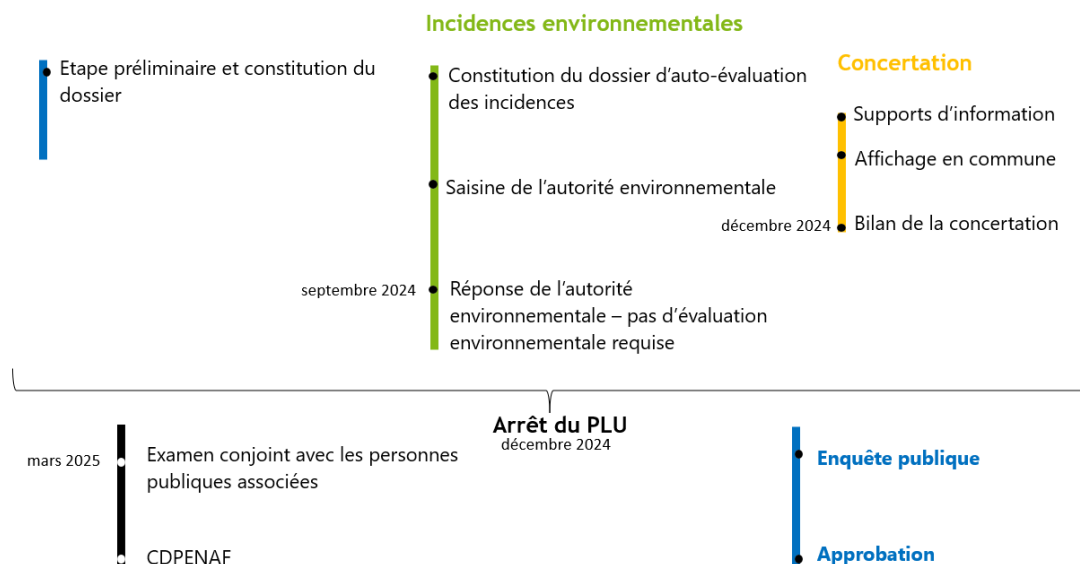 Incidences environnementales
Etape préliminaire et constitution du
dossier
Constitution du dossier d'auto-évaluation
des incidences
Saisine de l'autorité environnementale
septembre 2024
Réponse de l'autorité
environnementale – pas d'évaluation
environnementale requise
Concertation
Supports d'information
Affichage en commune
décembre 2024
Bilan de la concertation
Arrêt du PLU
décembre 2024
mars 2025
Examen conjoint avec les personnes
publiques associées
CDPENAF
Enquête publique
Approbation